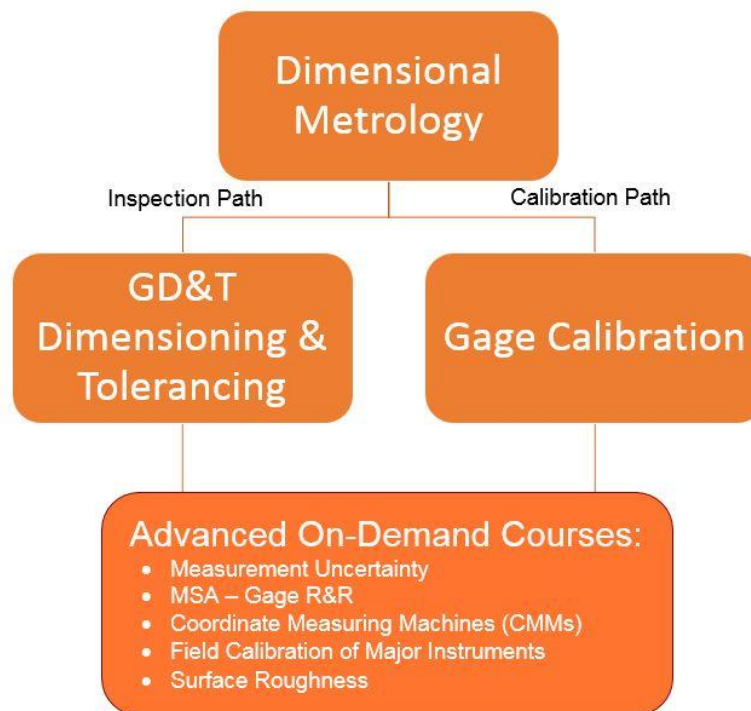 Dimensional
Metrology
Inspection Path
Calibration Path
GD&T
Dimensioning &
Tolerancing
Gage Calibration
Advanced On-Demand Courses:
• Measurement Uncertainty
• MSA – Gage R&R
• Coordinate Measuring Machines (CMMs)
• Field Calibration of Major Instruments
• Surface Roughness